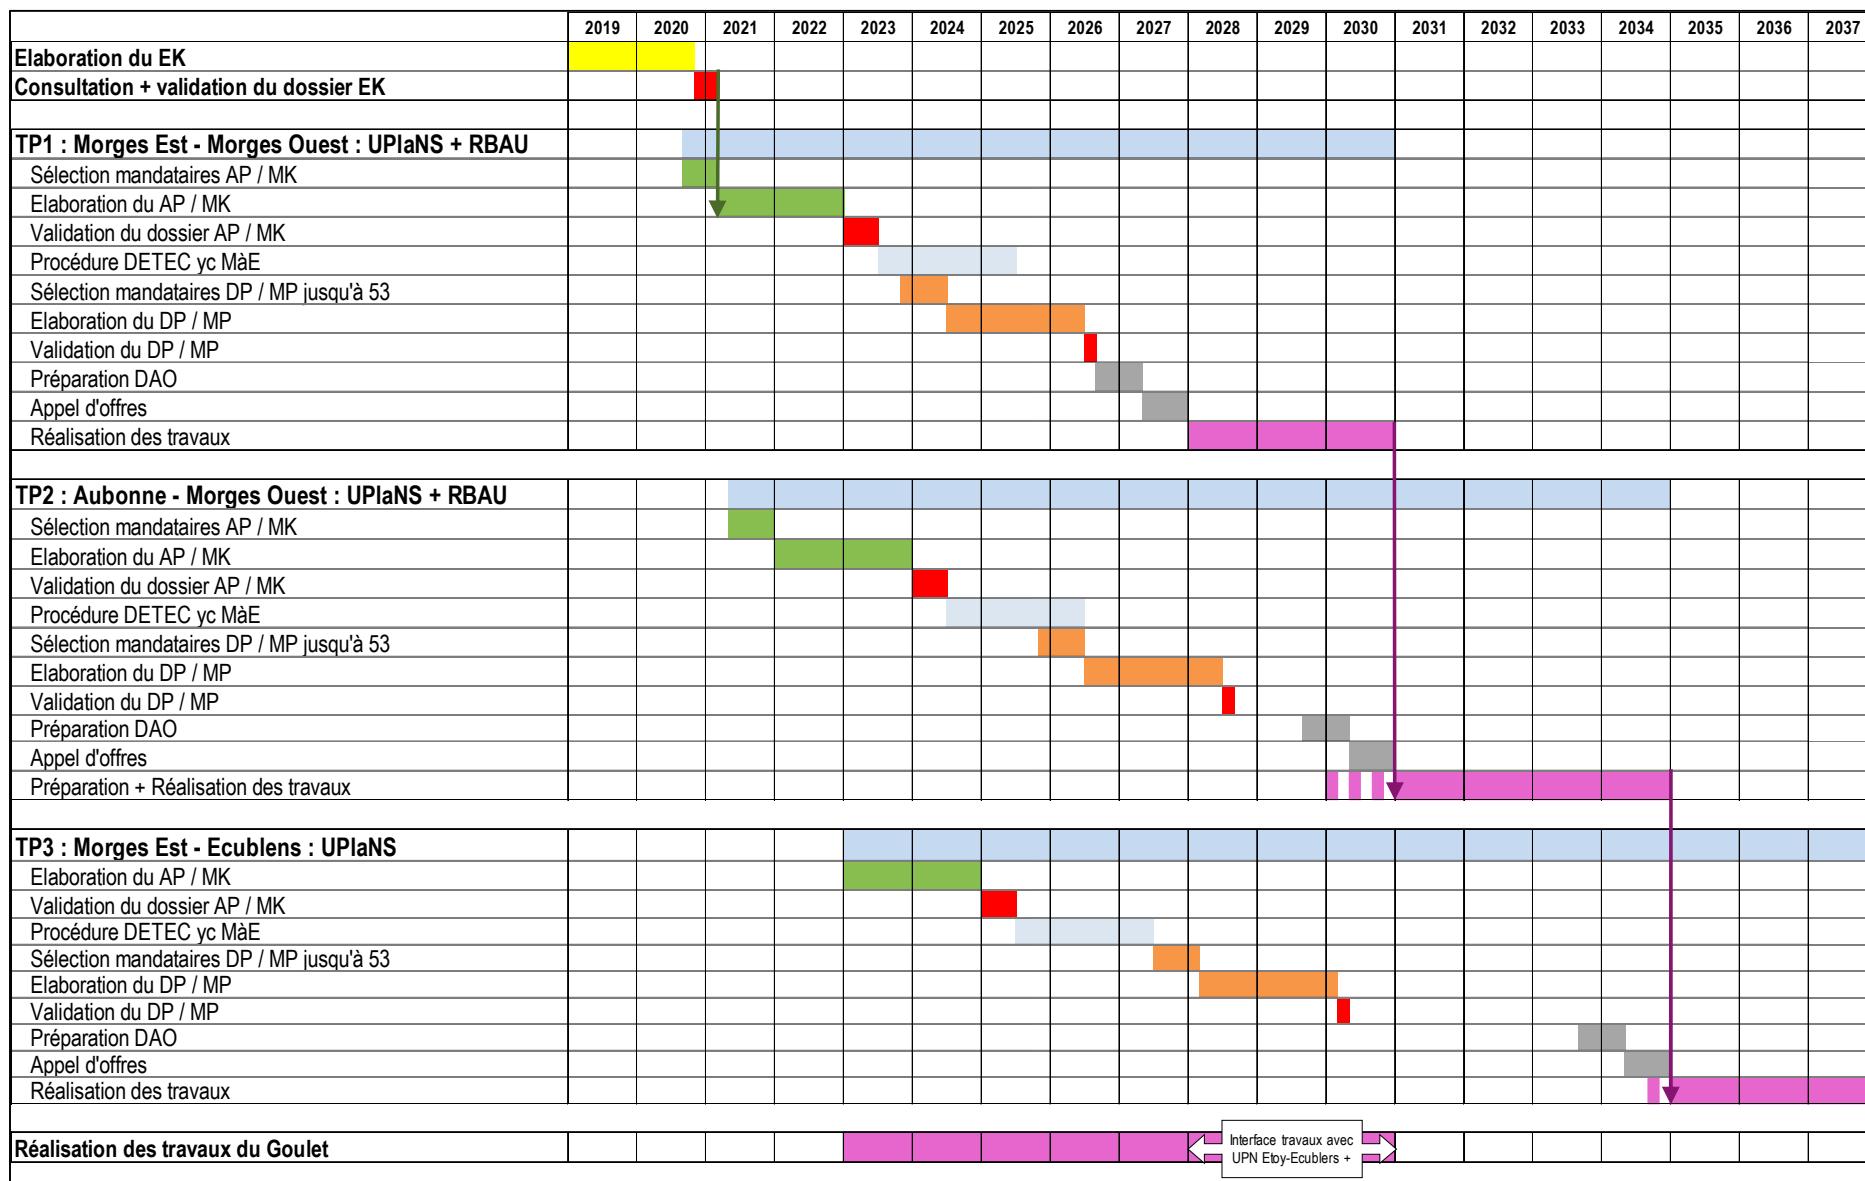 2019 2020 2021 2022 2023 2024 2025 2026 2027 2028 2029 2030 2031 2032 2033 2034 2035 2036 2037
Elaboration du EK
Consultation + validation du dossier EK
TP1 : Morges Est - Morges Ouest : UPlaNS + RBAU
Sélection mandataires AP / MK
Elaboration du AP / MK
Validation du dossier AP / MK
Procédure DETEC yc MàE
Sélection mandataires DP / MP jusqu'à 53
Elaboration du DP / MP
Validation du DP / MP
Préparation DAO
Appel d'offres
Réalisation des travaux
TP2 : Aubonne - Morges Ouest : UPlaNS + RBAU
Sélection mandataires AP / MK
Elaboration du AP / MK
Validation du dossier AP / MK
Procédure DETEC yc MàE
Sélection mandataires DP / MP jusqu'à 53
Elaboration du DP / MP
Validation du DP / MP
Préparation DAO
Appel d'offres
Préparation + Réalisation des travaux
TP3 : Morges Est - Ecublens : UPlaNS
Elaboration du AP / MK
Validation du dossier AP / MK
Procédure DETEC yc MàE
Sélection mandataires DP / MP jusqu'à 53
Elaboration du DP / MP
Validation du DP / MP
Préparation DAO
Appel d'offres
Réalisation des travaux
Réalisation des travaux du Goulet
Interface travaux avec
UPN Etoy-Ecublers +